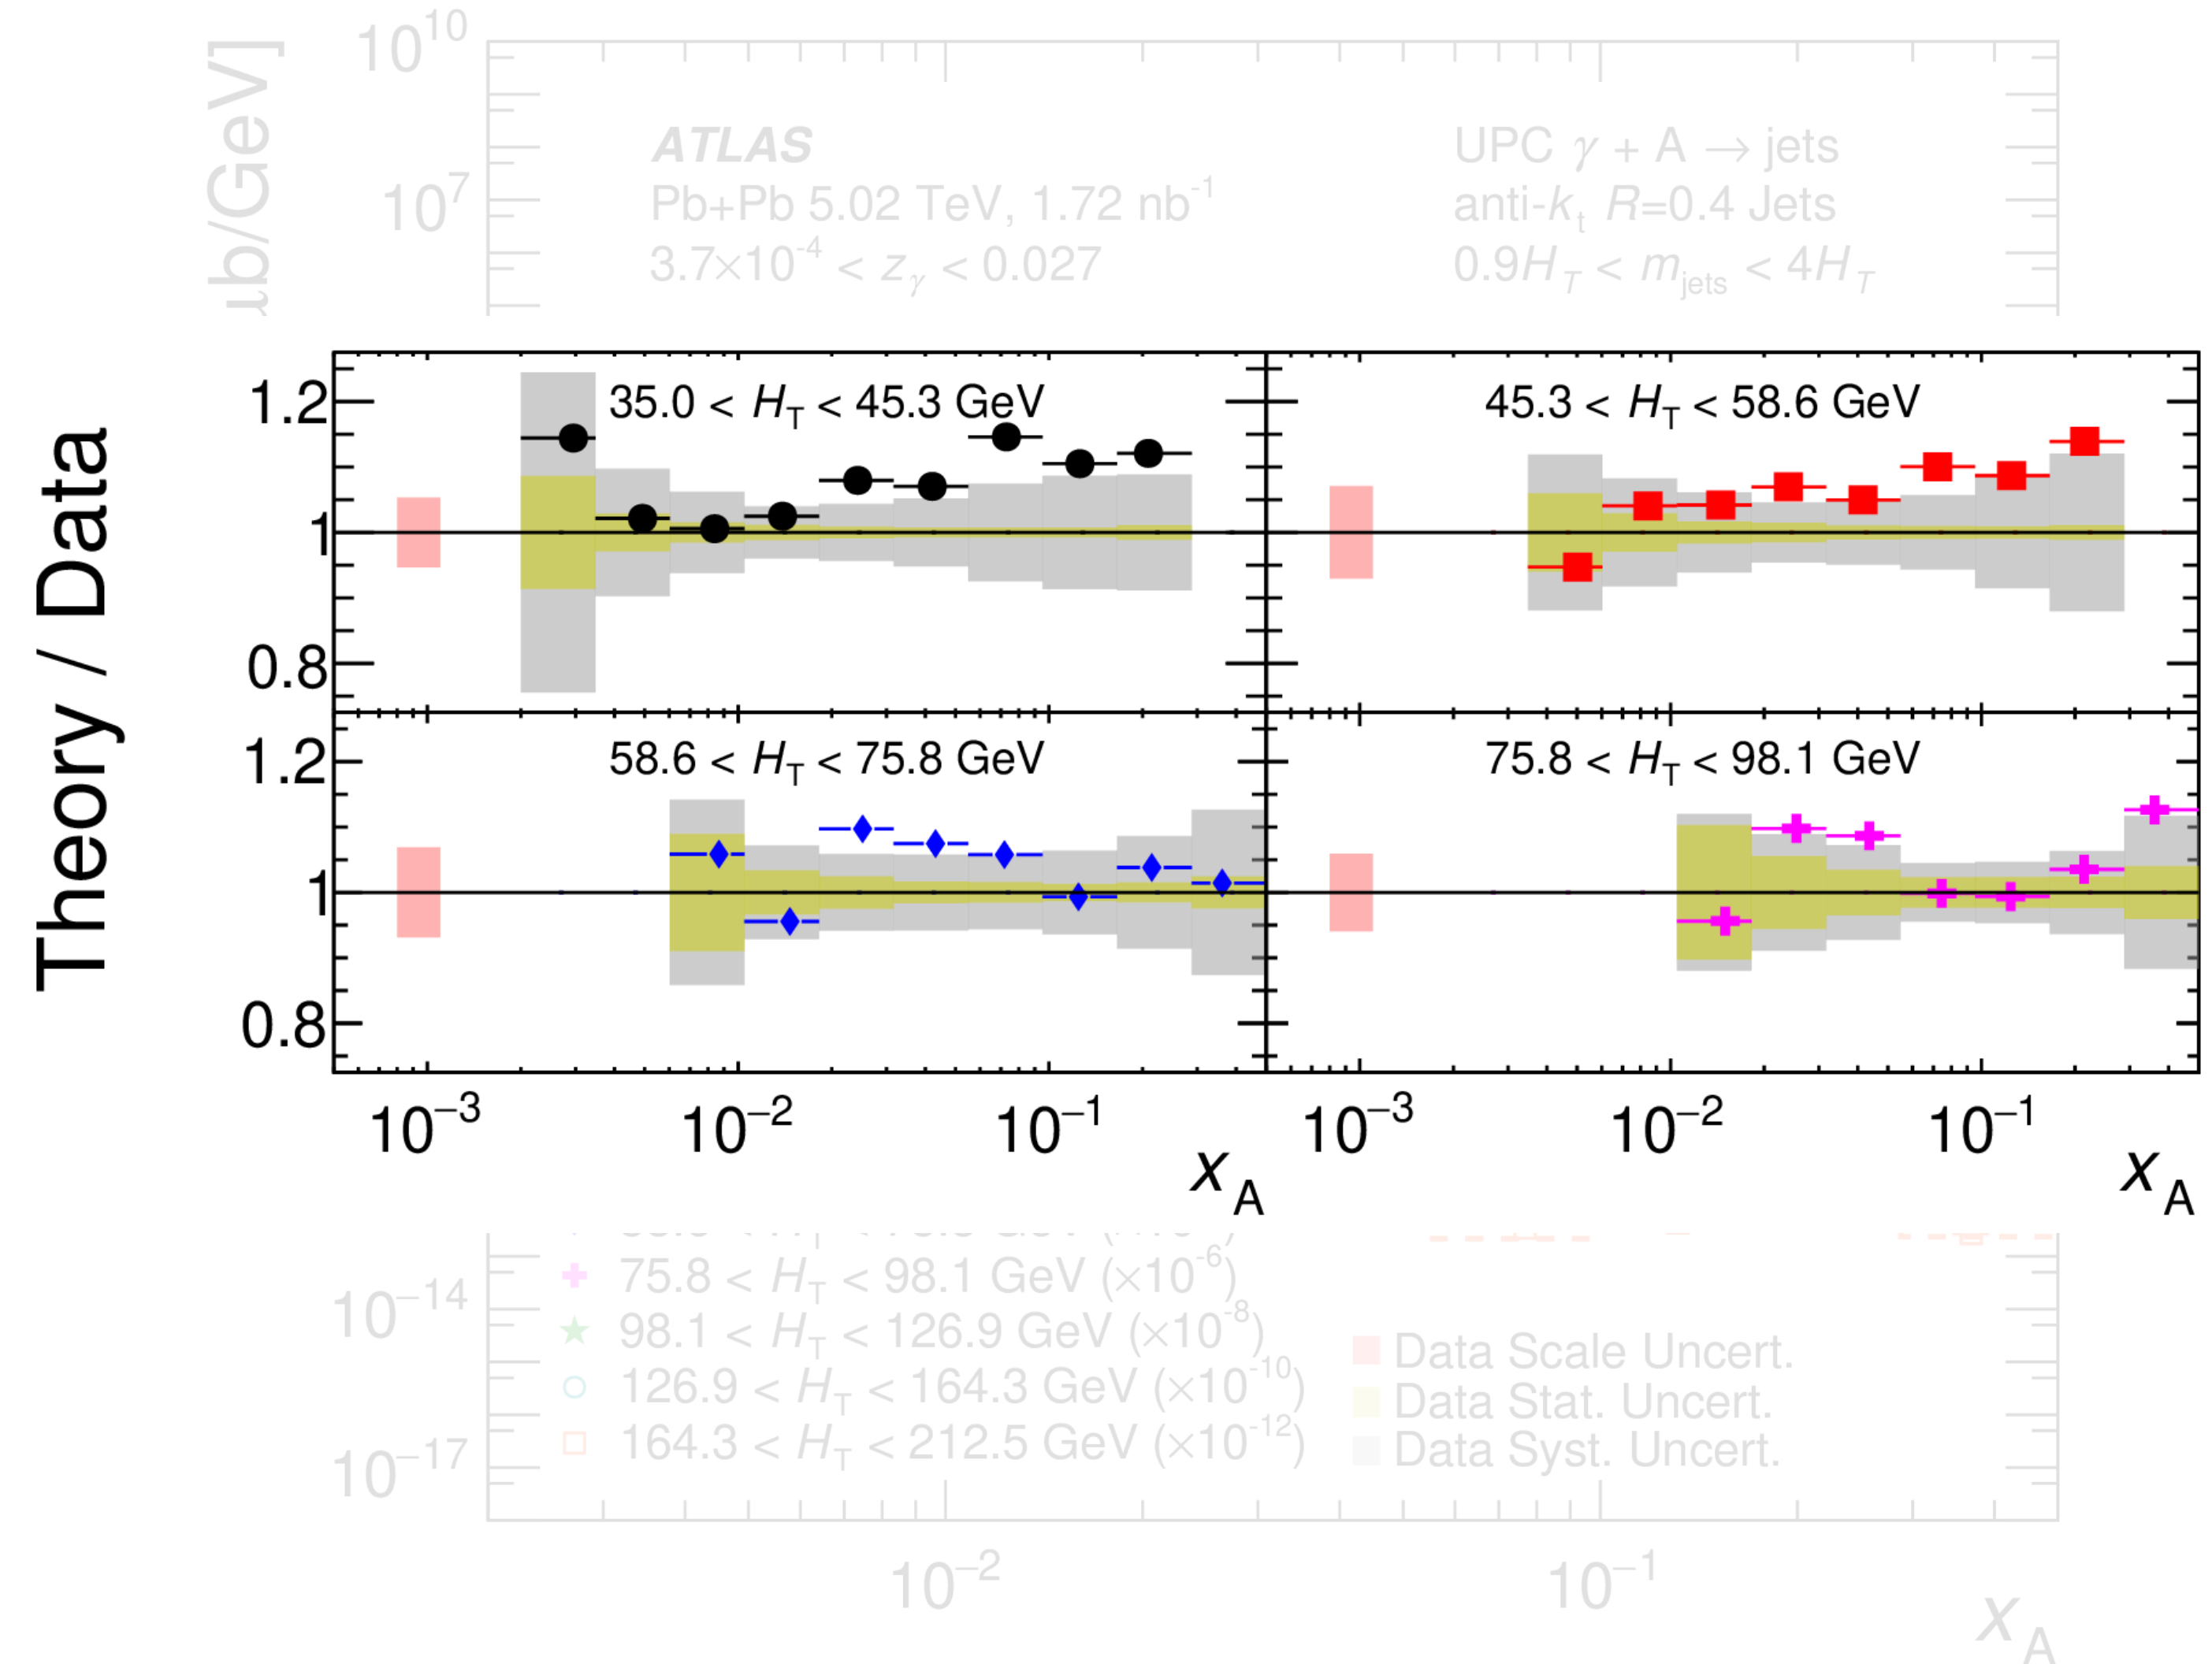 10^10
μb/GeV]
ATLAS
UPC γ + A → jets
Pb+Pb 5.02 TeV, 1.72 nb^-1
anti-k_t R=0.4 Jets
10^7
3.7×10^-4 < z_γ < 0.027
0.9H_T < m_jets < 4H_T
Theory / Data
1.2
35.0 < H_T < 45.3 GeV
45.3 < H_T < 58.6 GeV
1
0.8
1.2
58.6 < H_T < 75.8 GeV
75.8 < H_T < 98.1 GeV
1
0.8
10^−3
10^−2
10^−1
10^−3
10^−2
10^−1
x_A
x_A
75.8 < H_T < 98.1 GeV (×10^-6)
10^−14
98.1 < H_T < 126.9 GeV (×10^-8)
Data Scale Uncert.
126.9 < H_T < 164.3 GeV (×10^-10)
Data Stat. Uncert.
164.3 < H_T < 212.5 GeV (×10^-12)
Data Syst. Uncert.
10^−17
10^−2
10^−1
x_A